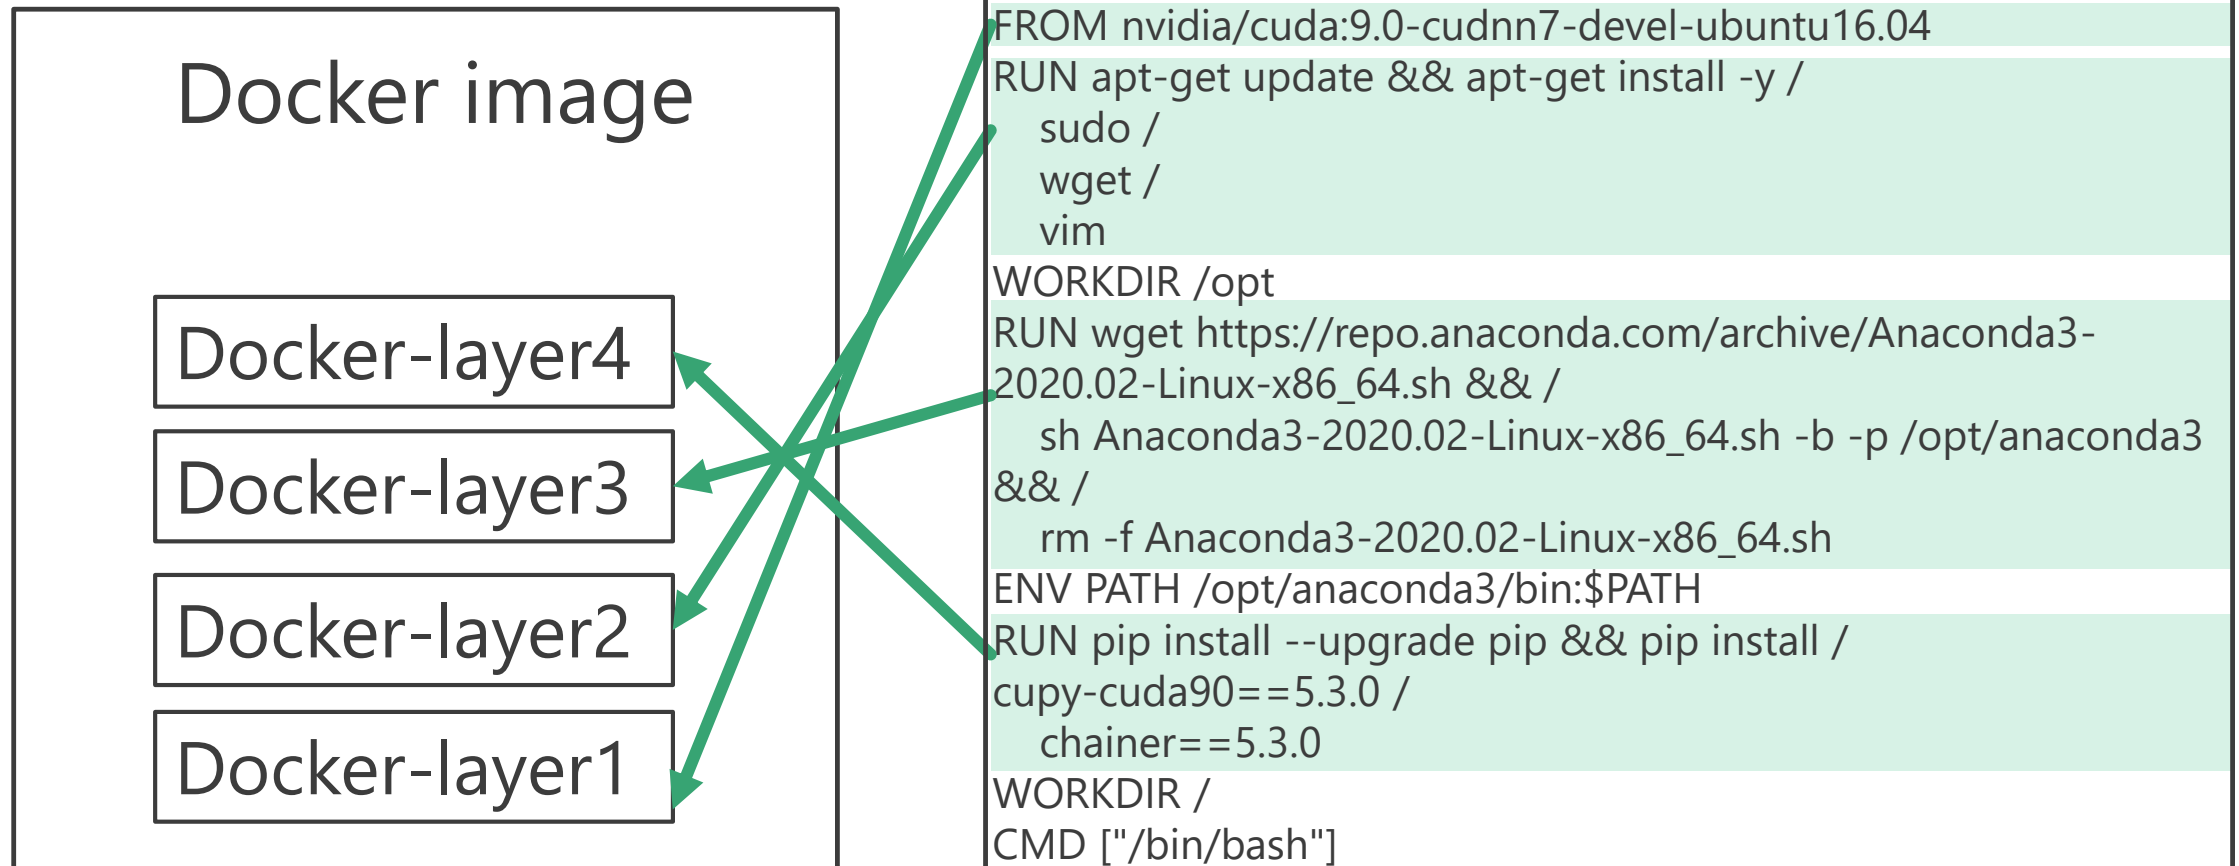 Docker image
Docker-layer4
Docker-layer3
Docker-layer2
Docker-layer1
FROM nvidia/cuda:9.0-cudnn7-devel-ubuntu16.04
RUN apt-get update && apt-get install -y /
sudo /
wget /
vim
WORKDIR /opt
RUN wget https://repo.anaconda.com/archive/Anaconda3-
2020.02-Linux-x86_64.sh && /
sh Anaconda3-2020.02-Linux-x86_64.sh -b -p /opt/anaconda3
&& /
rm -f Anaconda3-2020.02-Linux-x86_64.sh
ENV PATH /opt/anaconda3/bin:$PATH
RUN pip install --upgrade pip && pip install /
cupy-cuda90==5.3.0 /
chainer==5.3.0
WORKDIR /
CMD ["/bin/bash"]